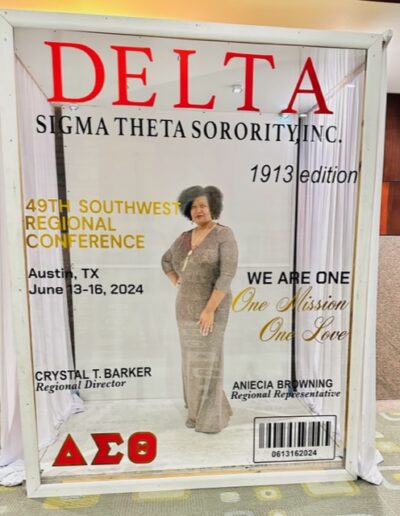 DELTA
SIGMA THETA SORORITY, INC.
1913 edition
49TH SOUTHWEST
REGIONAL
CONFERENCE
Austin, TX
June 13-16, 2024
WE ARE ONE
One Mission
One Love
CRYSTAL T. BARKER
Regional Director
ANIECIA BROWNING
Regional Representative
ΔΣΘ
0613162024